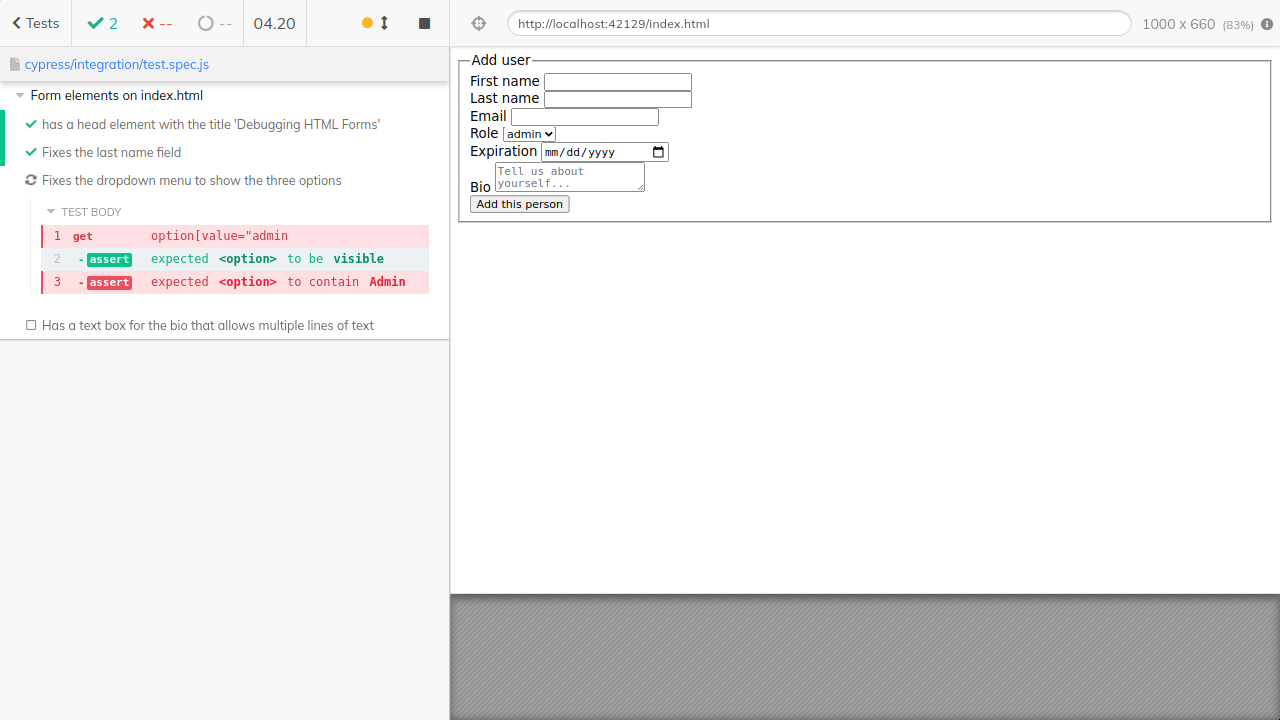 Tests 2 -- -- 04.20
cypress/integration/test.spec.js
Form elements on index.html
has a head element with the title 'Debugging HTML Forms'
Fixes the last name field
Fixes the dropdown menu to show the three options
TEST BODY
1 get option[value="admin
2 -assert expected <option> to be visible
3 -assert expected <option> to contain Admin
Has a text box for the bio that allows multiple lines of text
http://localhost:42129/index.html 1000 x 660 (83%)
Add user
First name
Last name
Email
Role admin
Expiration mm/dd/yyyy
Bio Tell us about
yourself...
Add this person